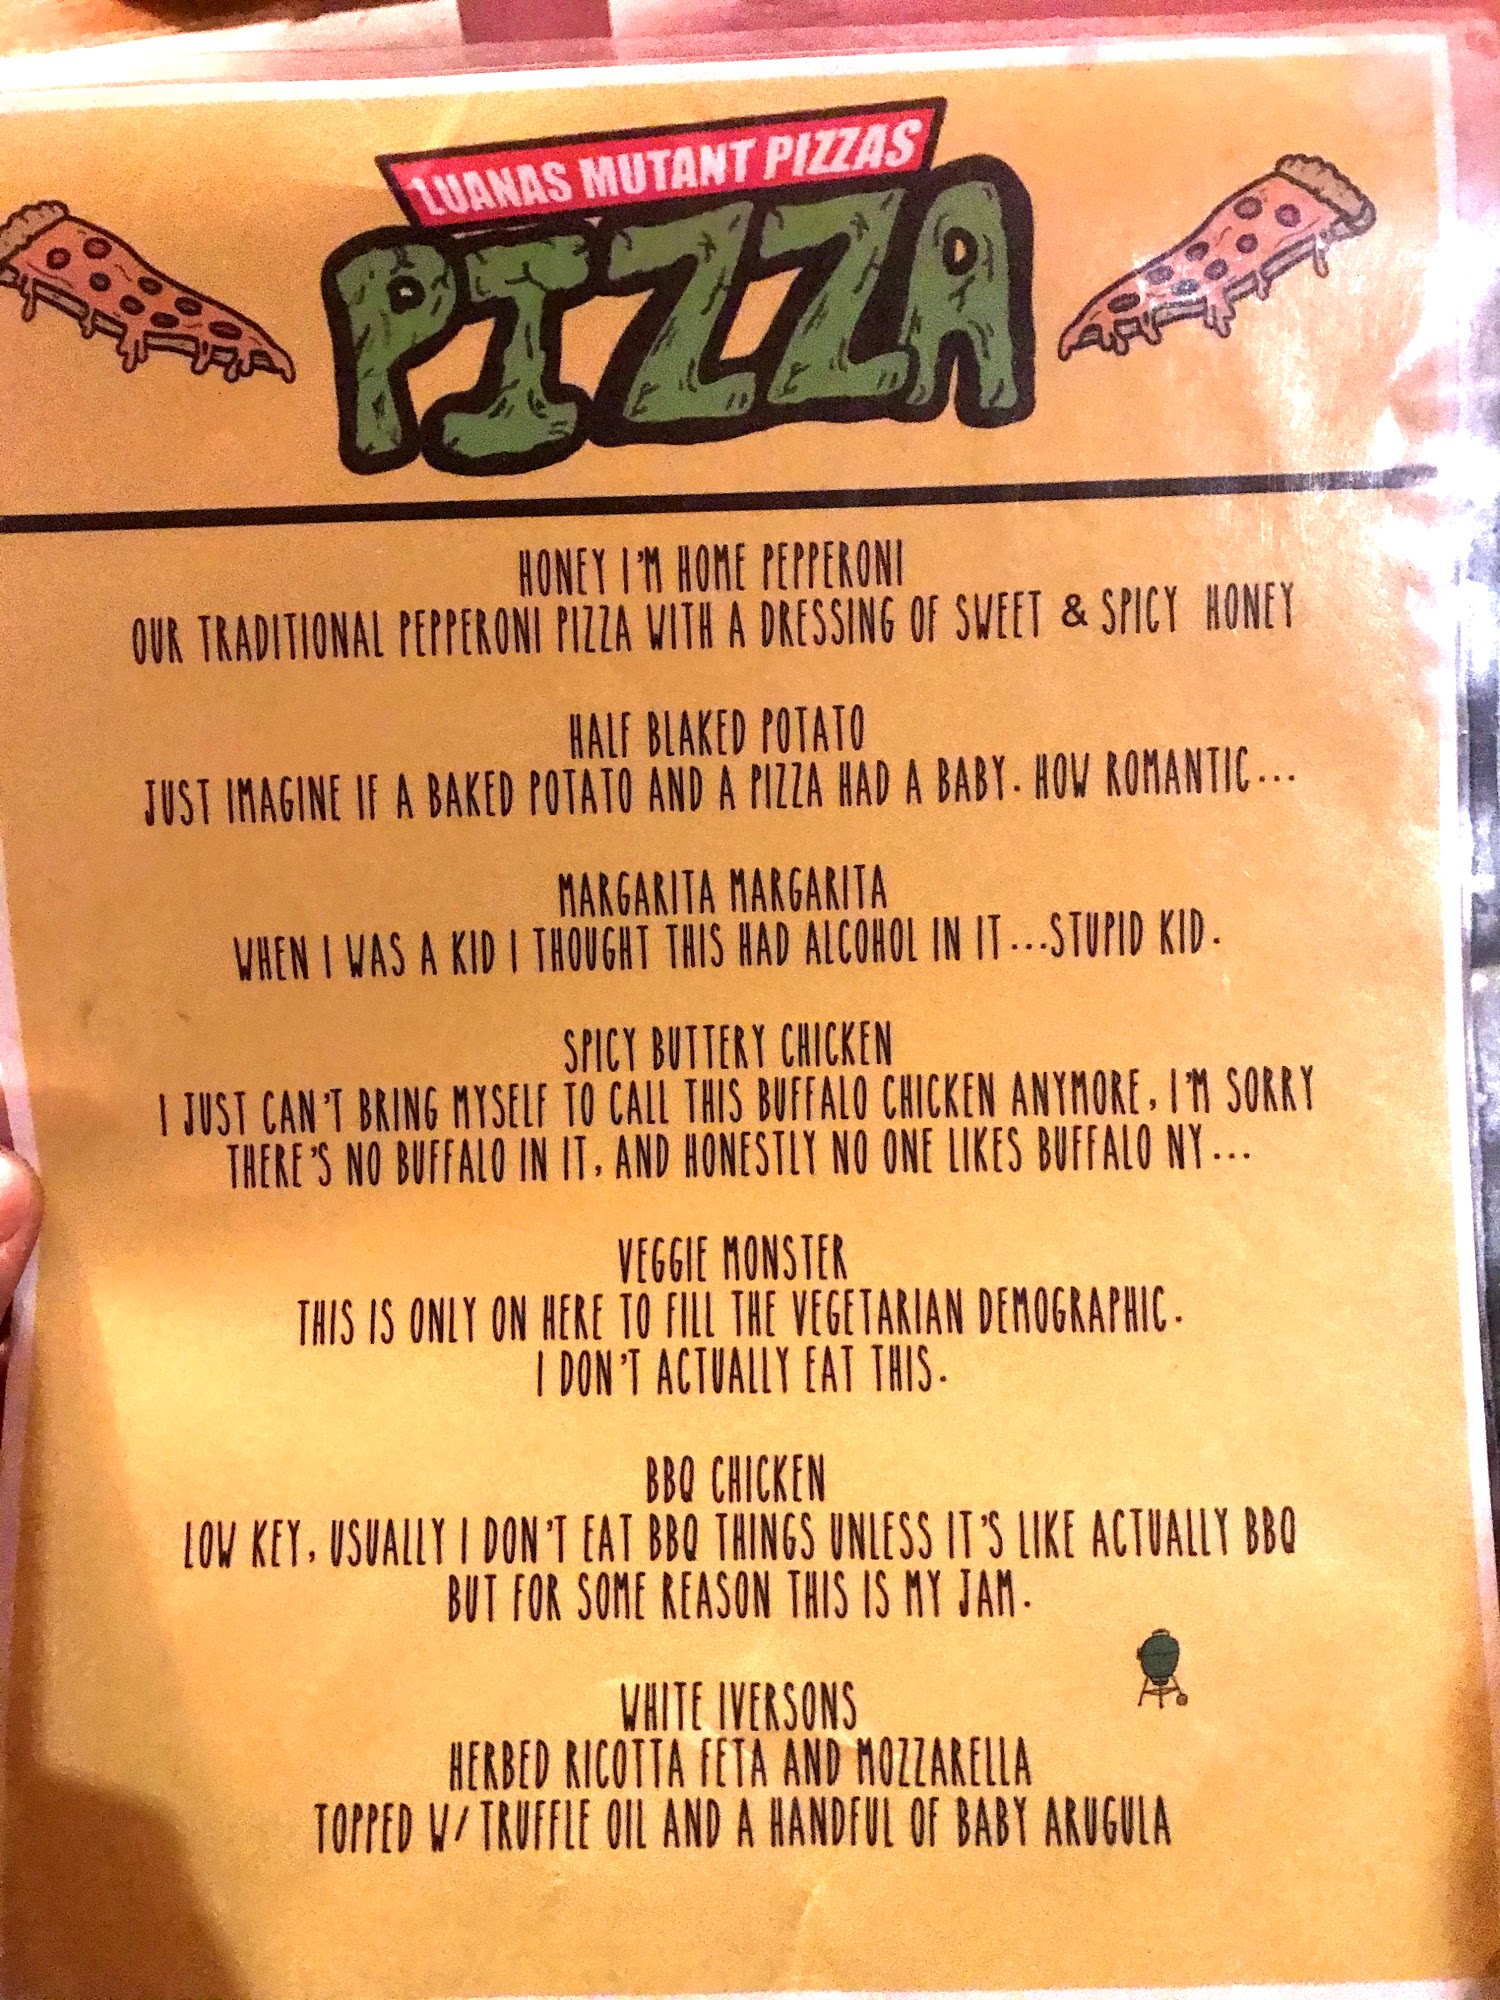 LUANAS MUTANT PIZZAS
PIZZA
HONEY I'M HOME PEPPERONI
OUR TRADITIONAL PEPPERONI PIZZA WITH A DRESSING OF SWEET & SPICY HONEY
HALF BLAKED POTATO
JUST IMAGINE IF A BAKED POTATO AND A PIZZA HAD A BABY. HOW ROMANTIC...
MARGARITA MARGARITA
WHEN I WAS A KID I THOUGHT THIS HAD ALCOHOL IN IT...STUPID KID.
SPICY BUTTERY CHICKEN
I JUST CAN'T BRING MYSELF TO CALL THIS BUFFALO CHICKEN ANYMORE, I'M SORRY
THERE'S NO BUFFALO IN IT, AND HONESTLY NO ONE LIKES BUFFALO NY...
VEGGIE MONSTER
THIS IS ONLY ON HERE TO FILL THE VEGETARIAN DEMOGRAPHIC.
I DON'T ACTUALLY EAT THIS.
BBQ CHICKEN
LOW KEY, USUALLY I DON'T EAT BBQ THINGS UNLESS IT'S LIKE ACTUALLY BBQ
BUT FOR SOME REASON THIS IS MY JAM.
WHITE IVERSONS
HERBED RICOTTA FETA AND MOZZARELLA
TOPPED W/ TRUFFLE OIL AND A HANDFUL OF BABY ARUGULA